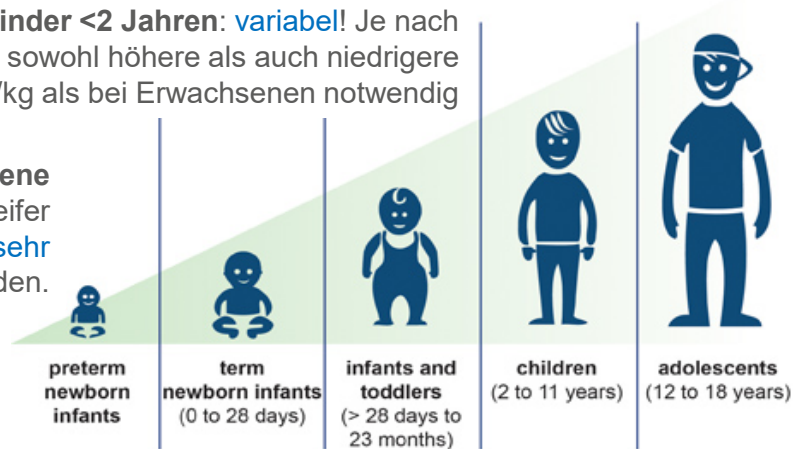 inder <2 Jahren: variabel! Je nach
sowohl höhere als auch niedrigere
/kg als bei Erwachsenen notwendig
ene
eifer
sehr
den.
preterm
newborn
infants
term
newborn infants
(0 to 28 days)
infants and
toddlers
(> 28 days to
23 months)
children
(2 to 11 years)
adolescents
(12 to 18 years)